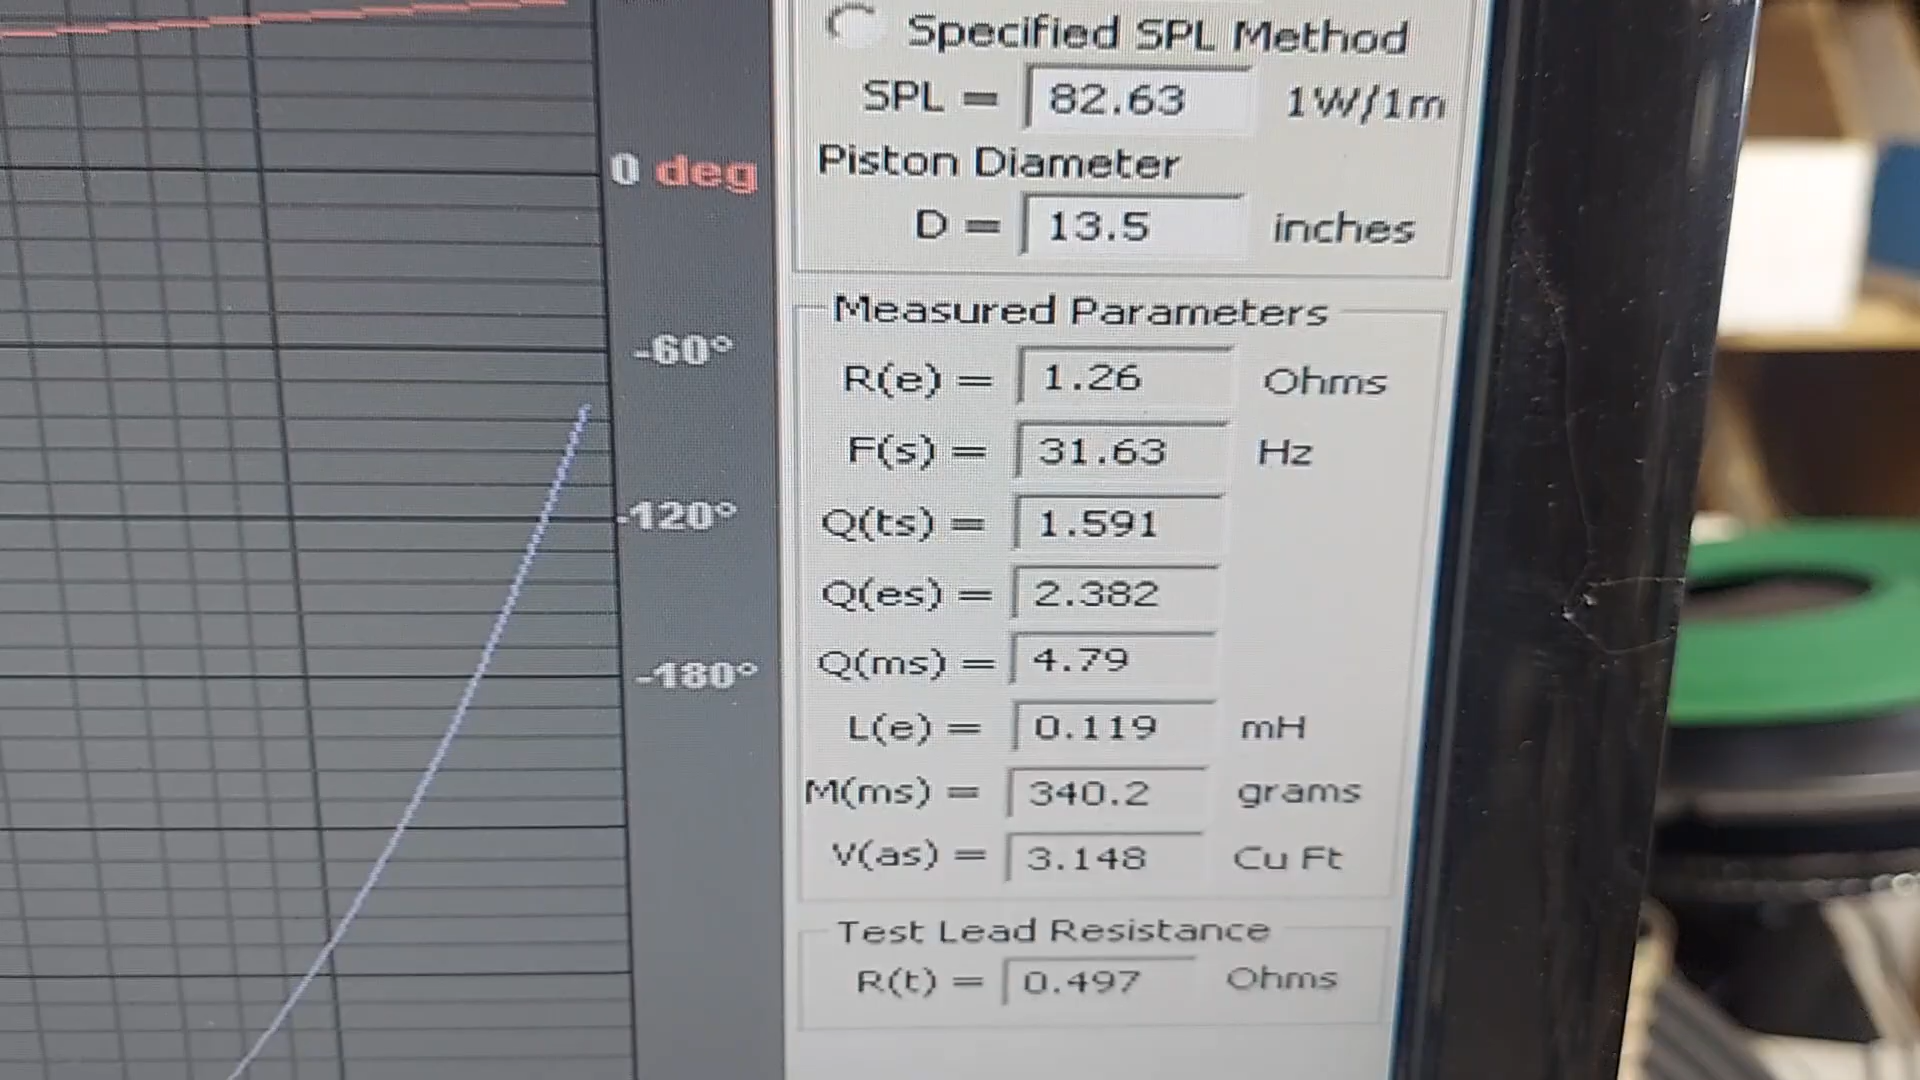 Specified SPL Method
SPL = 82.63 1W/1m
Piston Diameter
D = 13.5 inches
Measured Parameters
R(e) = 1.26 Ohms
F(s) = 31.63 Hz
Q(ts) = 1.591
Q(es) = 2.382
Q(ms) = 4.79
L(e) = 0.119 mH
M(ms) = 340.2 grams
V(as) = 3.148 Cu Ft
Test Lead Resistance
R(t) = 0.497 Ohms
0 deg
-60°
-120°
-180°